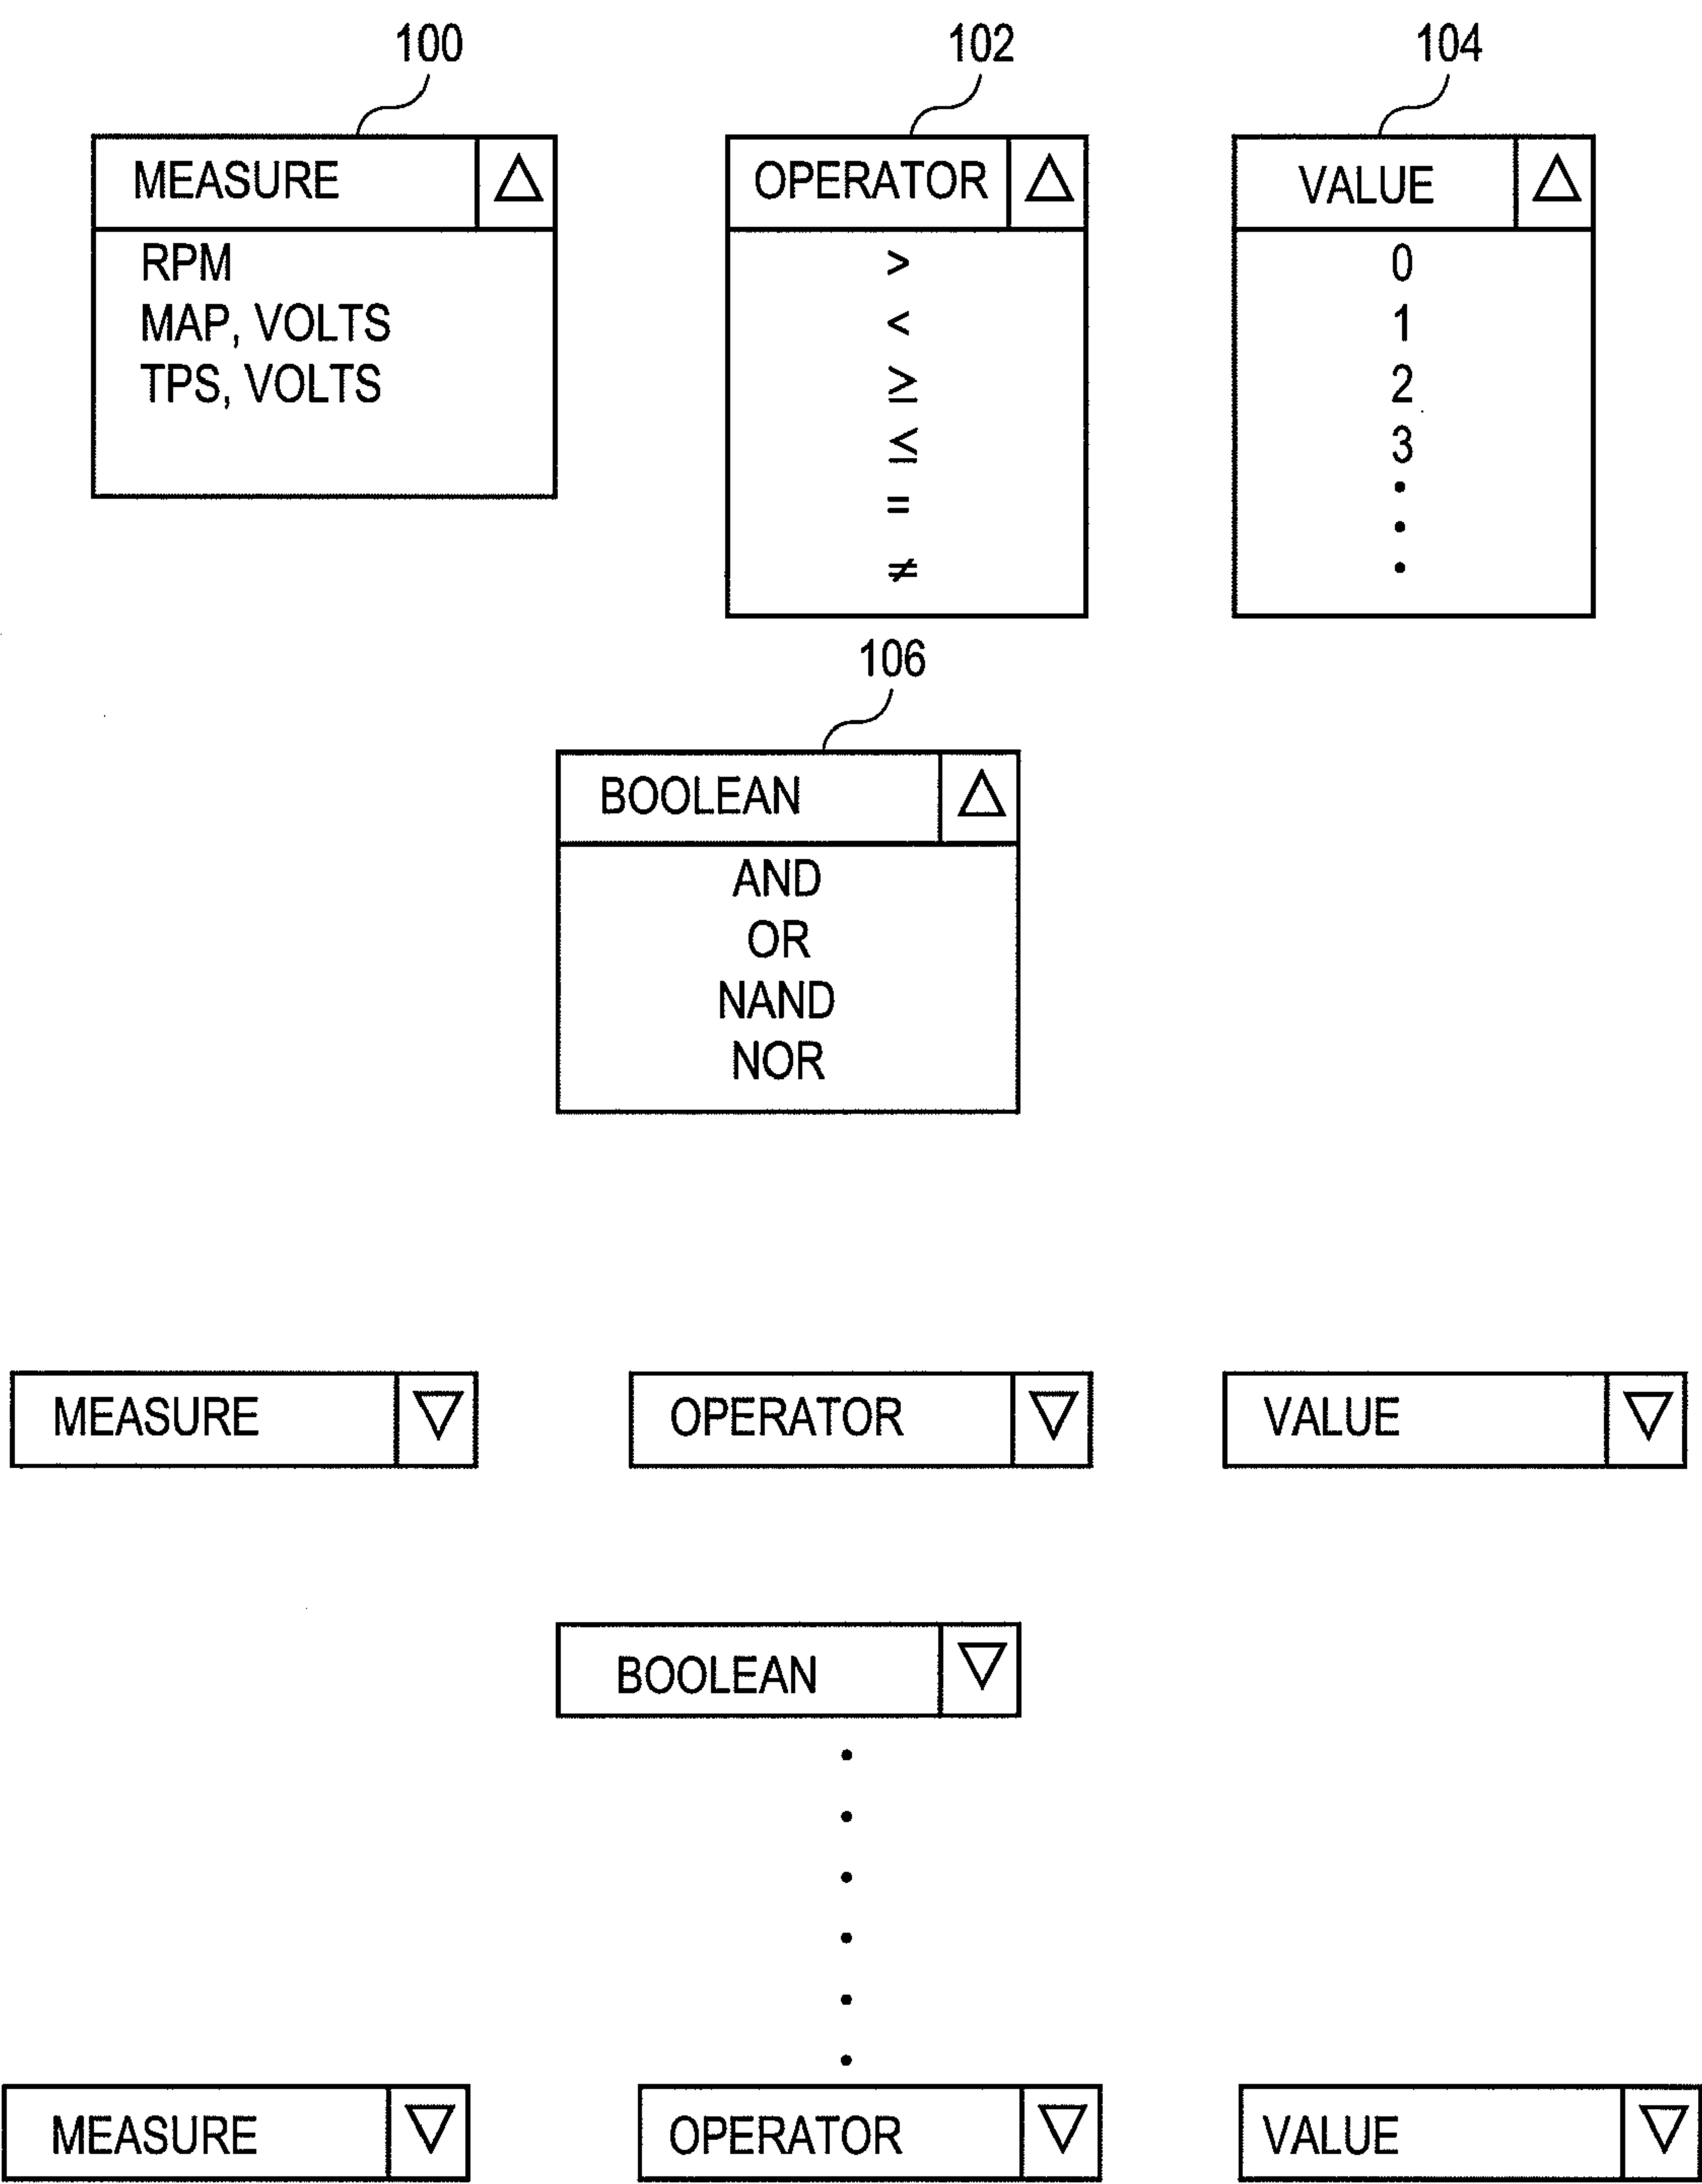 100 102 104
MEASURE △ OPERATOR △ VALUE △
RPM > 0
MAP, VOLTS < 1
TPS, VOLTS ≥ 2
≤ 3
=
≠
106
BOOLEAN △
AND
OR
NAND
NOR
MEASURE ▽ OPERATOR ▽ VALUE ▽
BOOLEAN ▽
MEASURE ▽ OPERATOR ▽ VALUE ▽